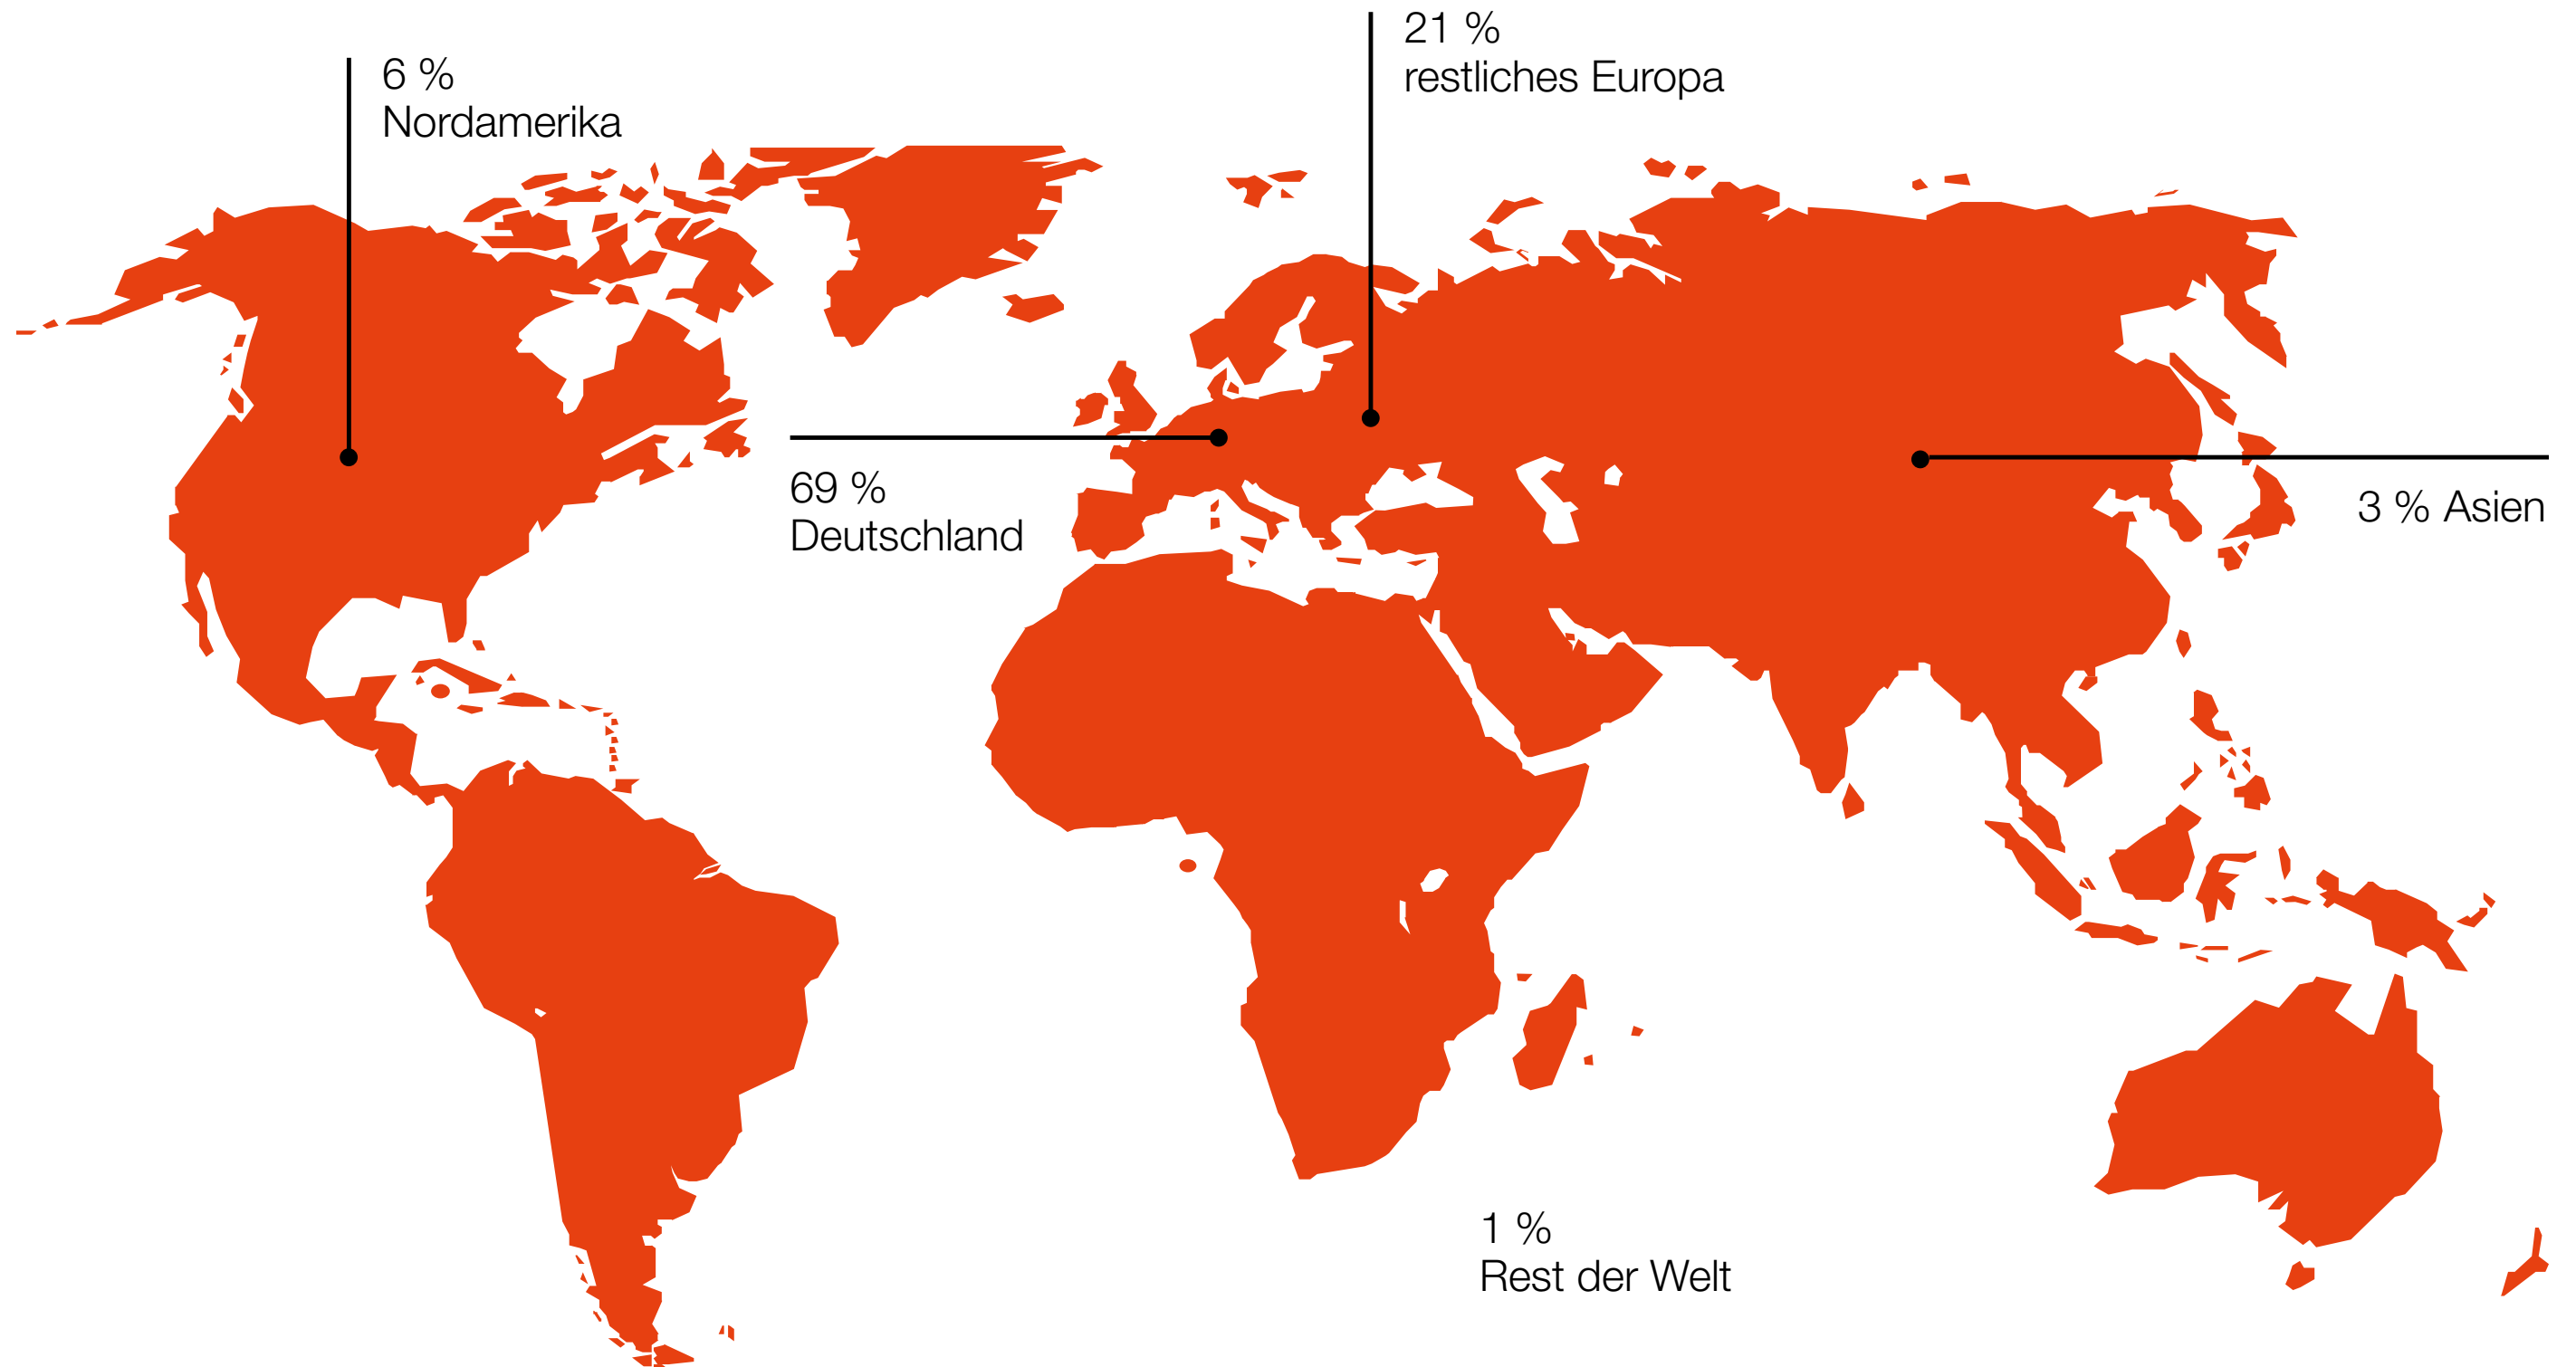 21 %
restliches Europa
6 %
Nordamerika
69 %
Deutschland
3 % Asien
1 %
Rest der Welt